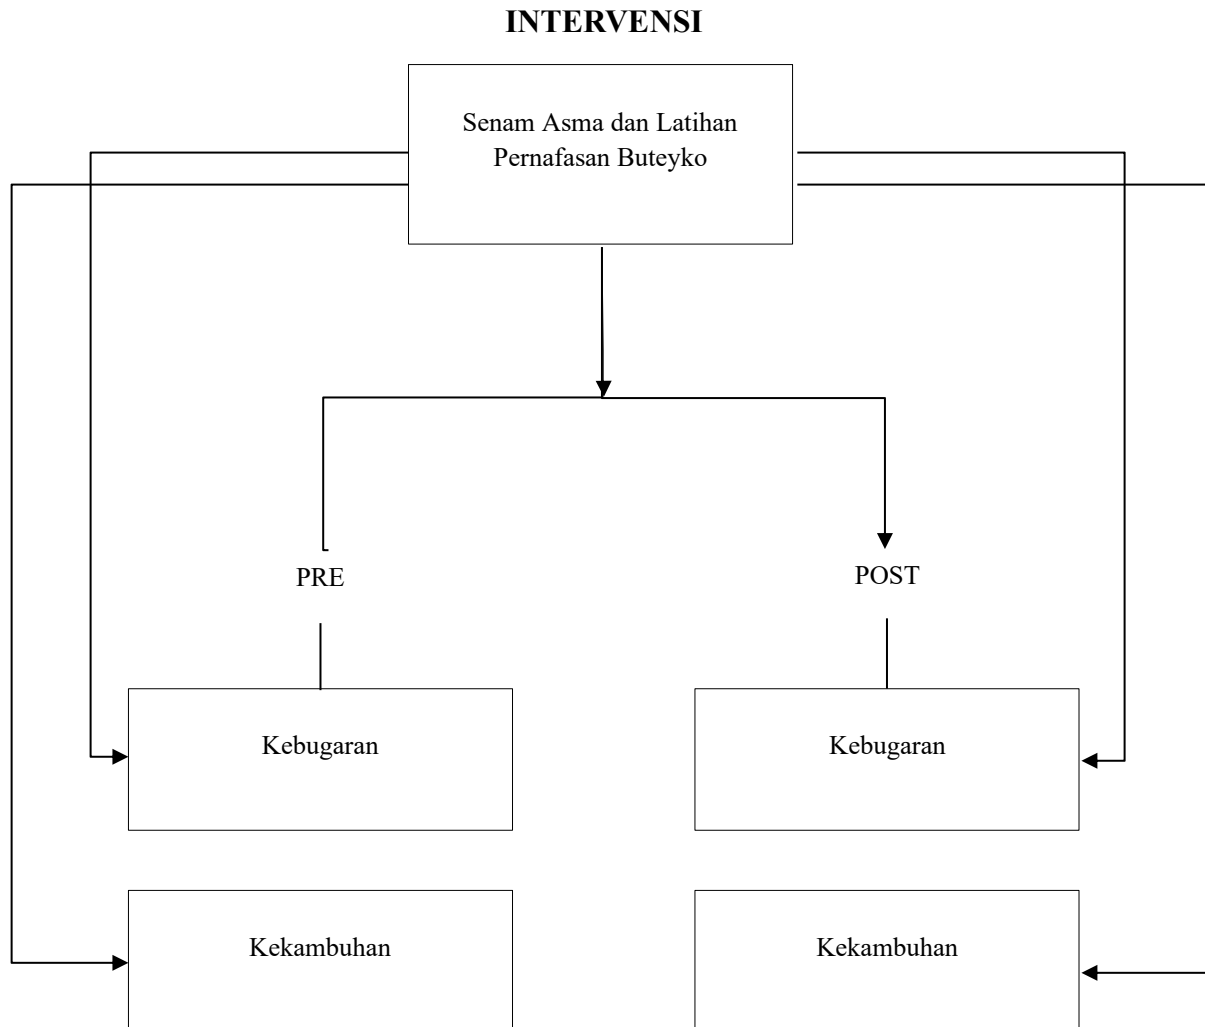 INTERVENSI
Senam Asma dan Latihan
Pernafasan Buteyko
PRE
POST
Kebugaran
Kebugaran
Kekambuhan
Kekambuhan